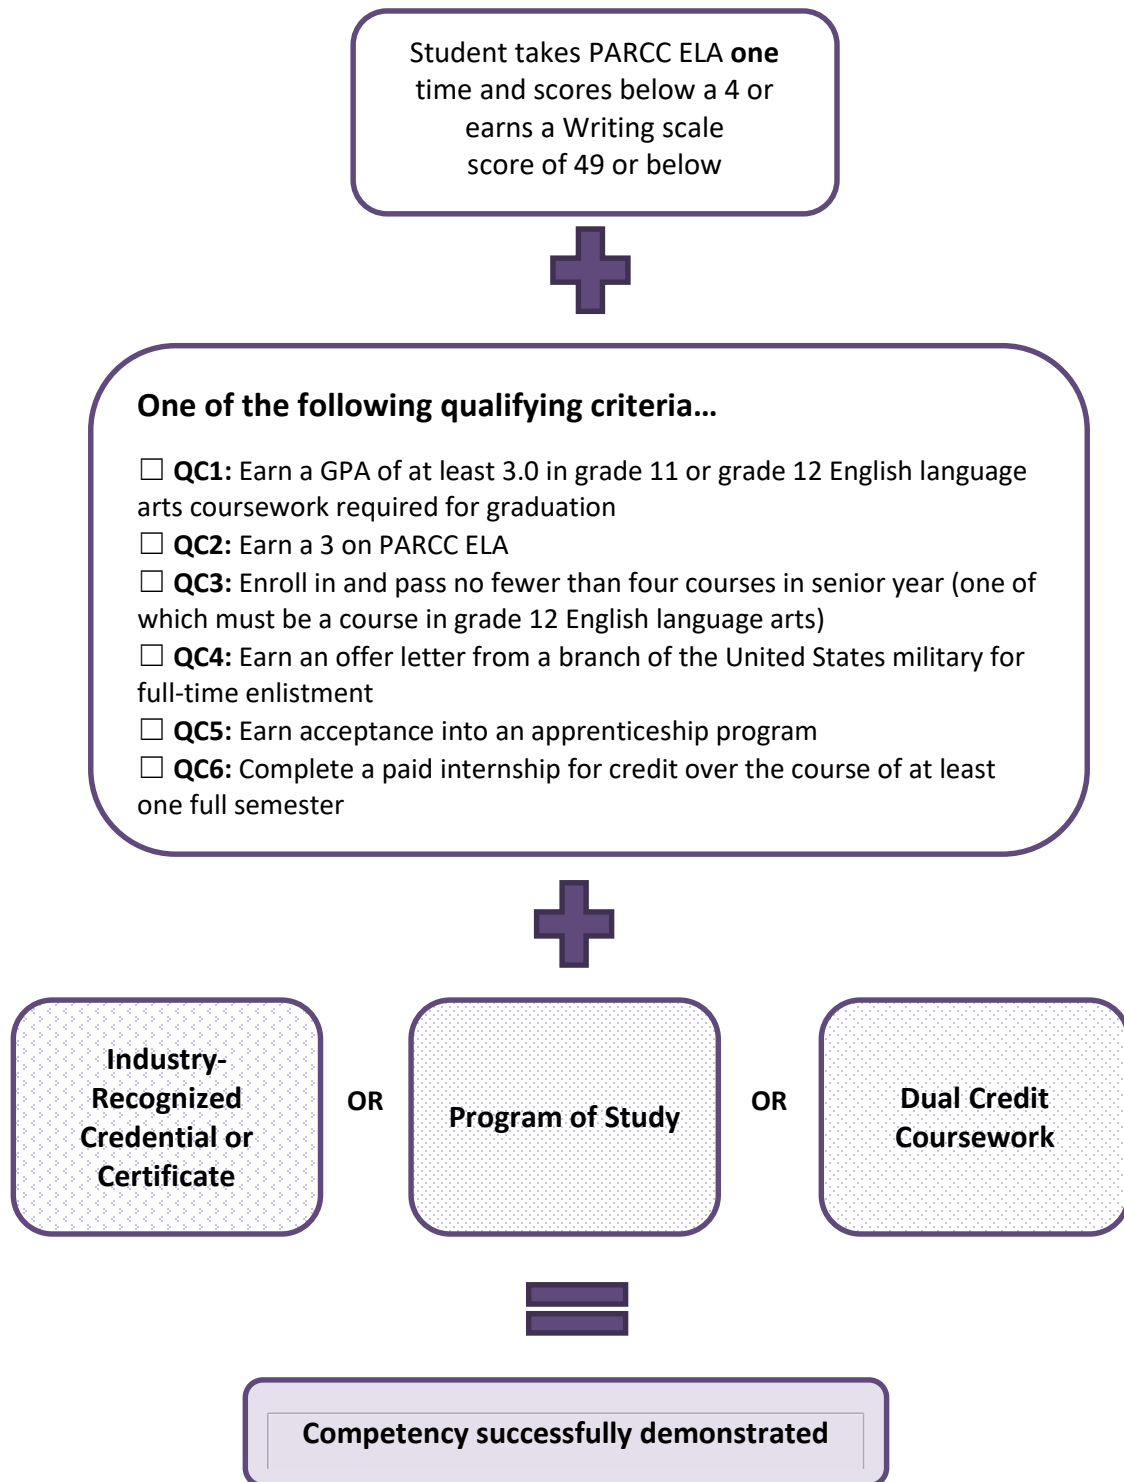 Student takes PARCC ELA one
time and scores below a 4 or
earns a Writing scale
score of 49 or below
One of the following qualifying criteria…
☐ QC1: Earn a GPA of at least 3.0 in grade 11 or grade 12 English language
arts coursework required for graduation
☐ QC2: Earn a 3 on PARCC ELA
☐ QC3: Enroll in and pass no fewer than four courses in senior year (one of
which must be a course in grade 12 English language arts)
☐ QC4: Earn an offer letter from a branch of the United States military for
full-time enlistment
☐ QC5: Earn acceptance into an apprenticeship program
☐ QC6: Complete a paid internship for credit over the course of at least
one full semester
Industry-
Recognized
Credential or
Certificate
OR
Program of Study
OR
Dual Credit
Coursework
Competency successfully demonstrated